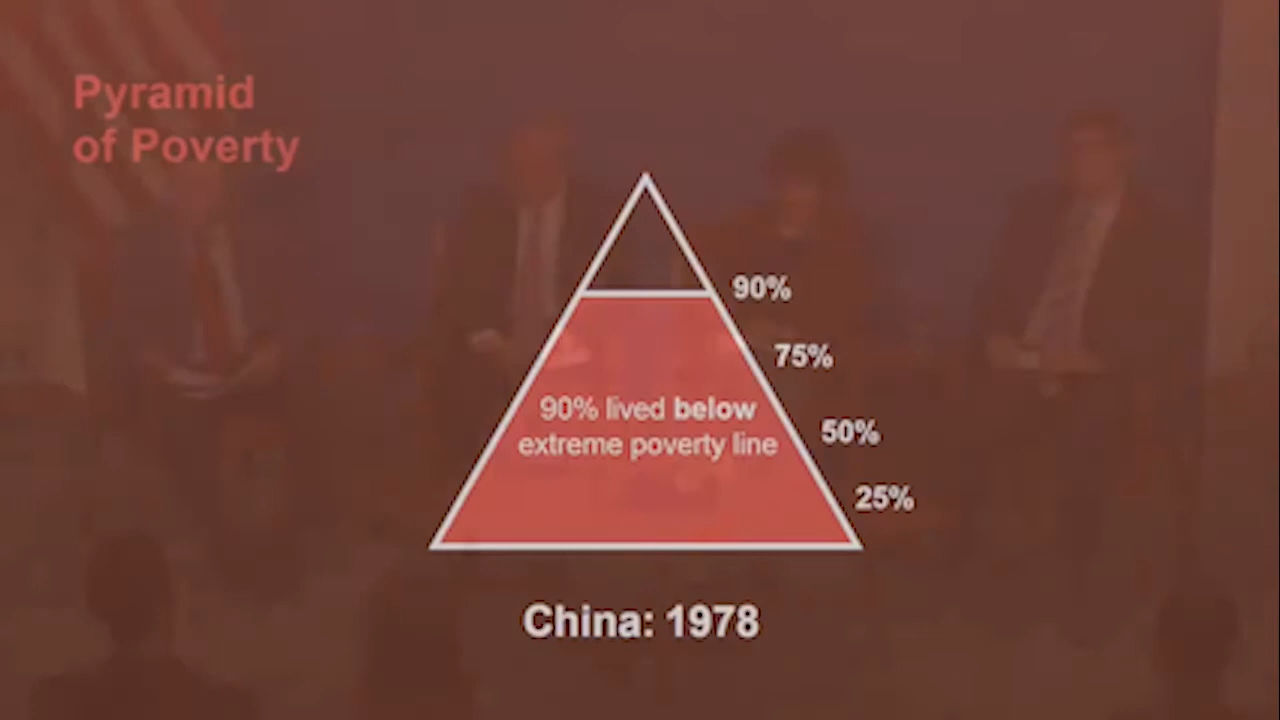 Pyramid
of Poverty
90%
75%
90% lived below
50%
extreme poverty line
25%
China: 1978